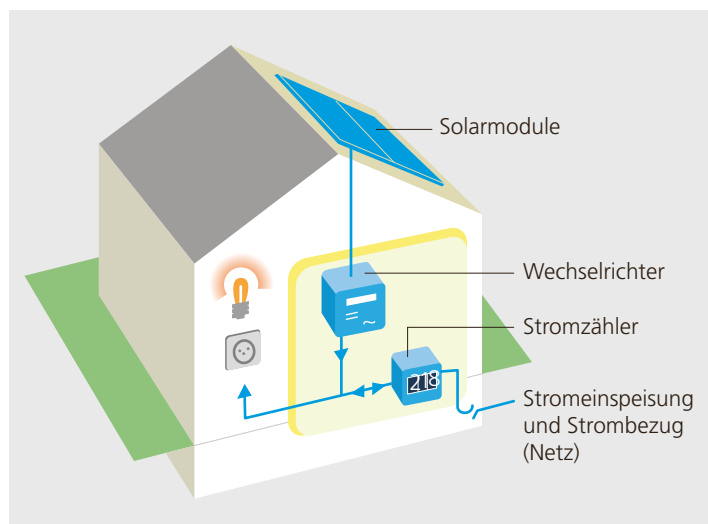 Solarmodule
Wechselrichter
Stromzähler
218
Stromeinspeisung
und Strombezug
(Netz)